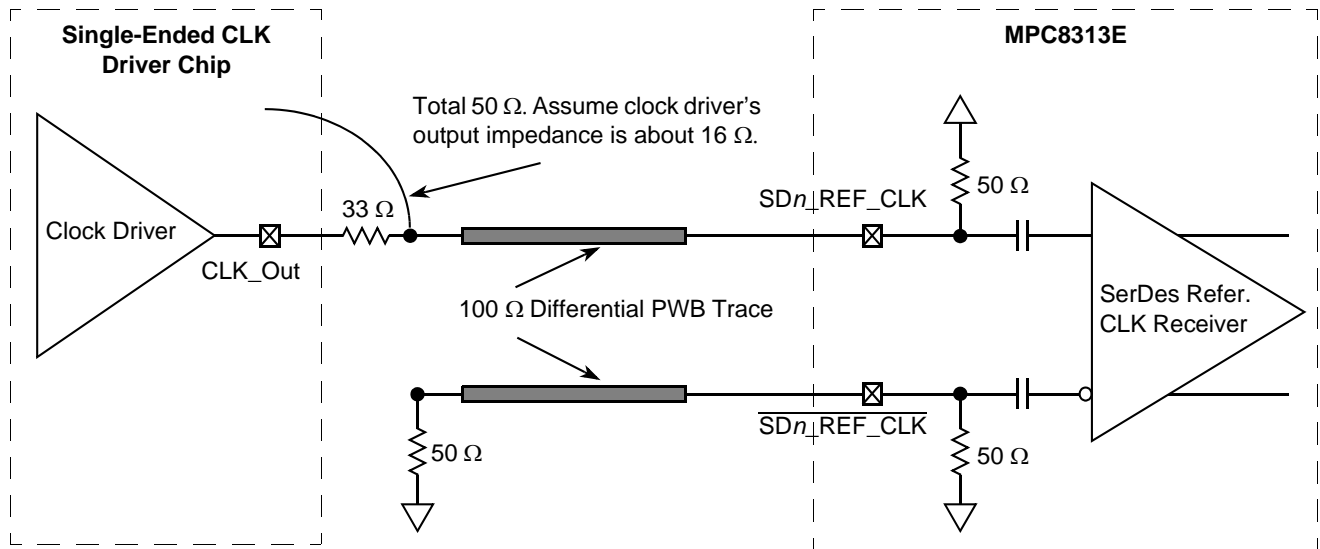 Single-Ended CLK
Driver Chip
MPC8313E
Total 50 Ω. Assume clock driver's
output impedance is about 16 Ω.
50 Ω
SDn_REF_CLK
33 Ω
Clock Driver
CLK_Out
100 Ω Differential PWB Trace
SerDes Refer.
CLK Receiver
SDn_REF_CLK
50 Ω
50 Ω